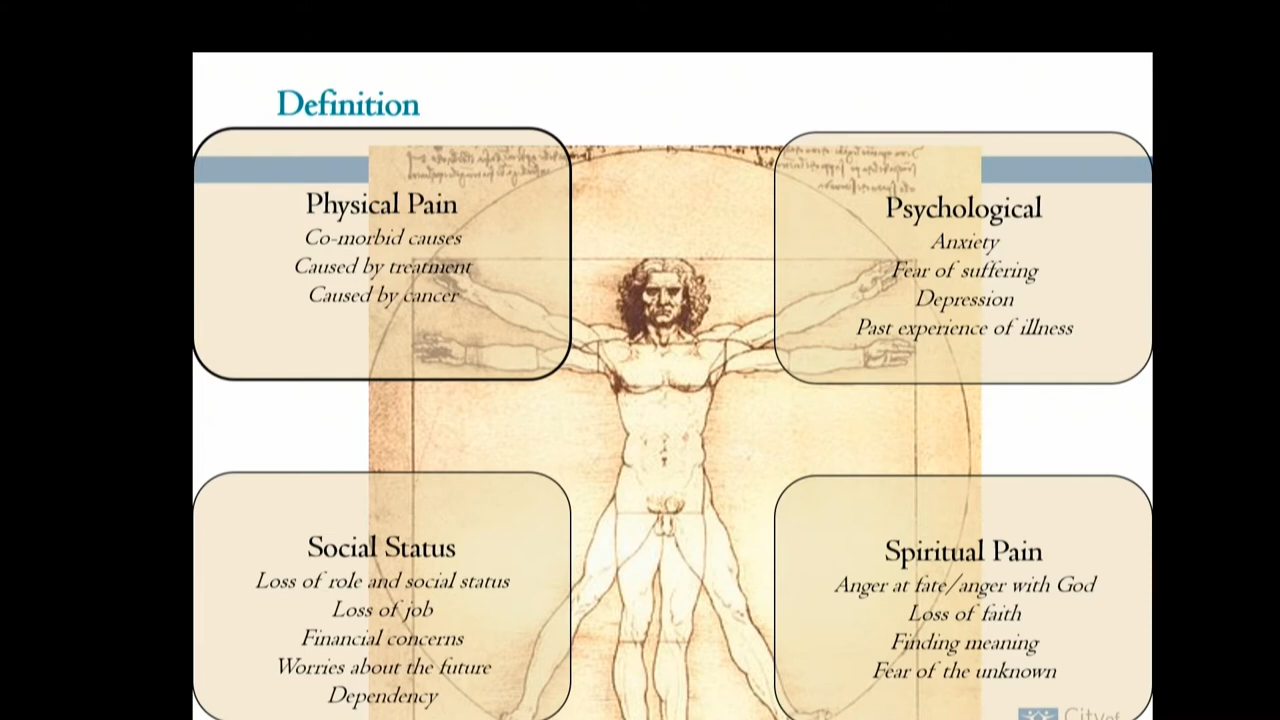 Definition
Physical Pain
Co-morbid causes
Caused by treatment
Caused by cancer
Psychological
Anxiety
Fear of suffering
Depression
Past experience of illness
Social Status
Loss of role and social status
Loss of job
Financial concerns
Worries about the future
Dependency
Spiritual Pain
Anger at fate/anger with God
Loss of faith
Finding meaning
Fear of the unknown
City of